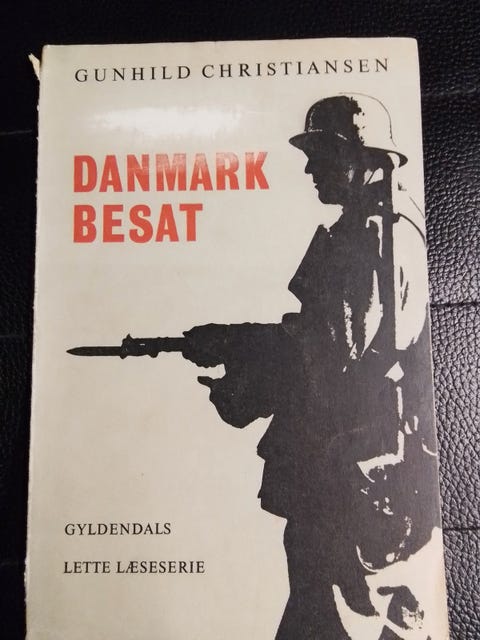 GUNHILD CHRISTIANSEN
DANMARK
BESAT
GYLDENDALS
LETTE LÆSESERIE